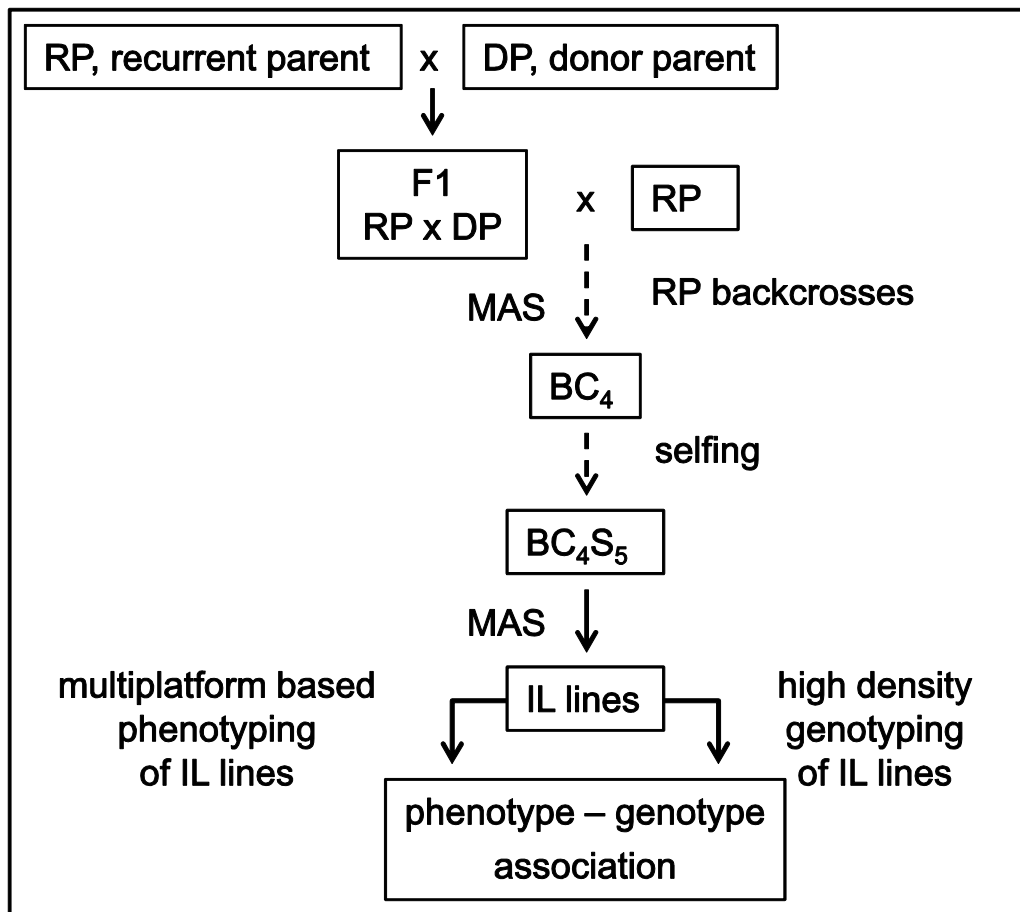 RP, recurrent parent x DP, donor parent
F1
RP x DP
x
RP
MAS
RP backcrosses
BC₄
selfing
BC₄S₅
MAS
IL lines
multiplatform based
phenotyping
of IL lines
high density
genotyping
of IL lines
phenotype – genotype
association